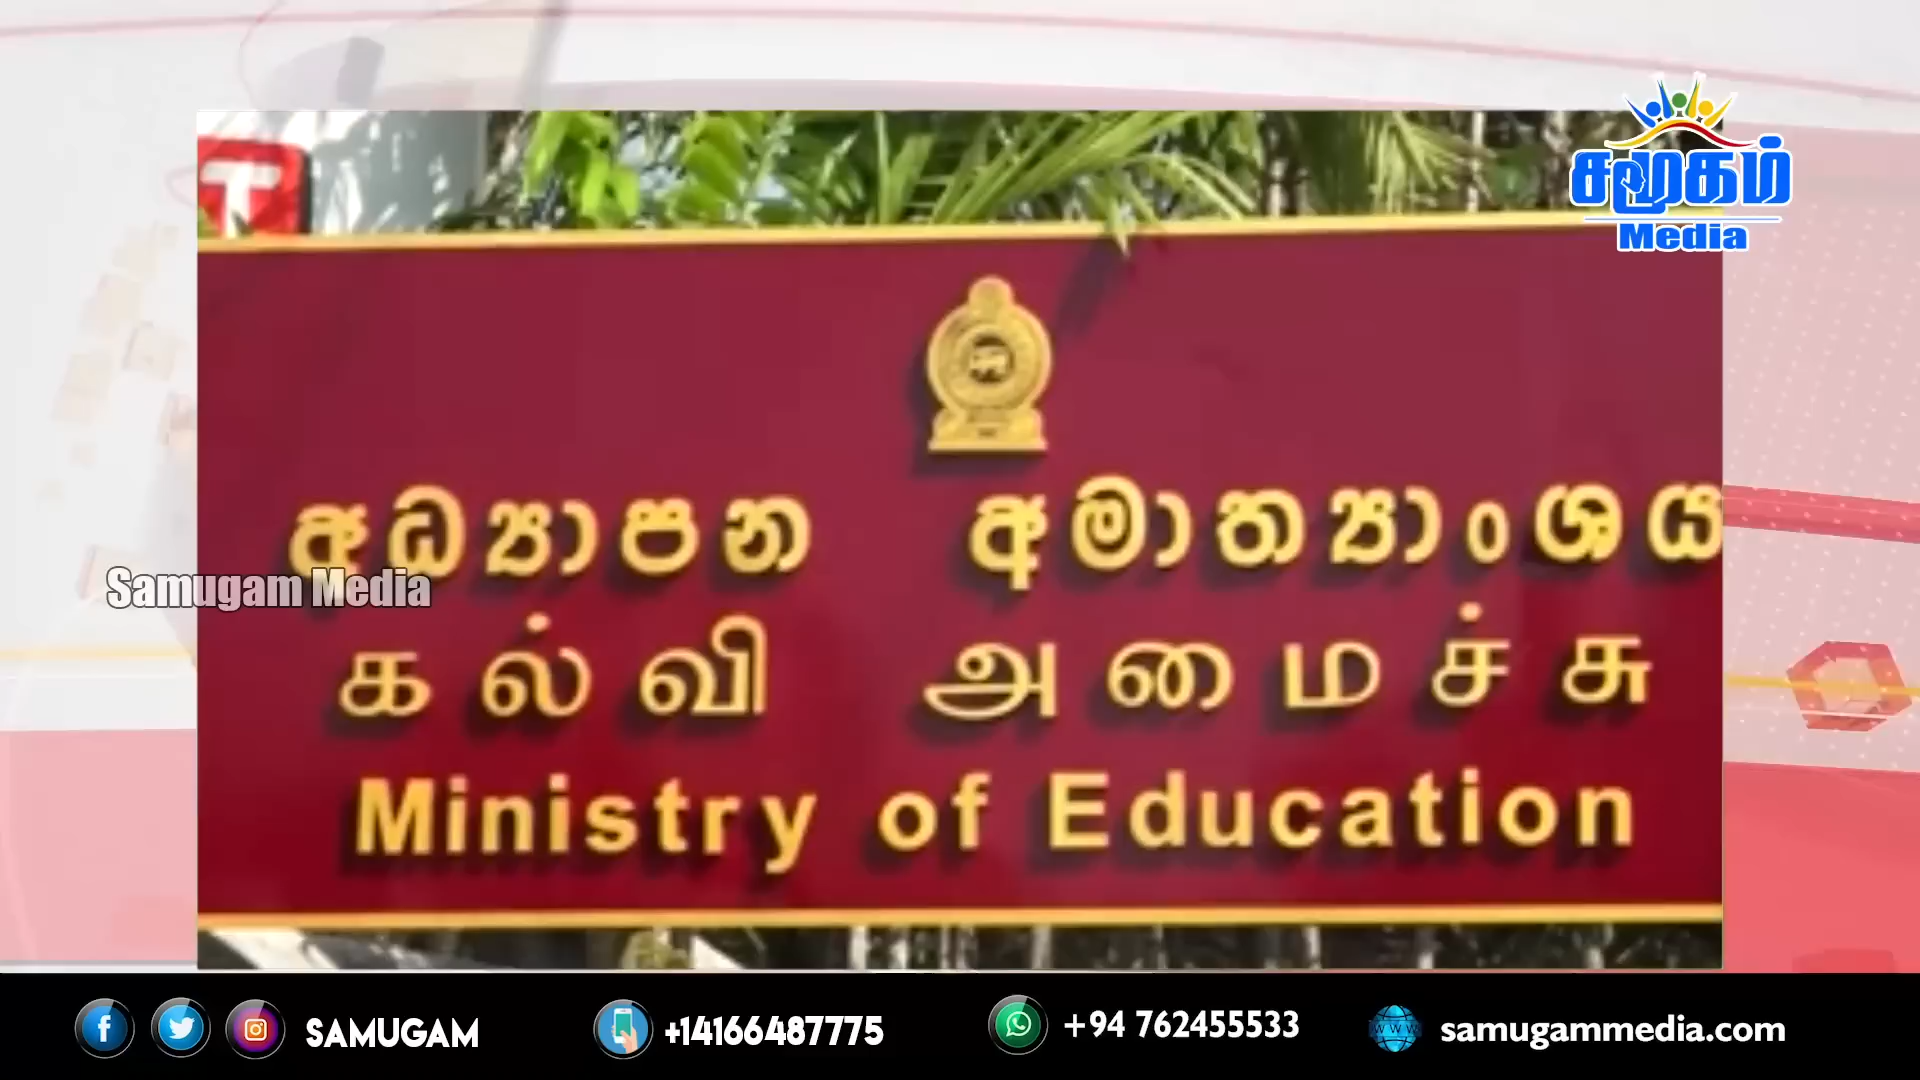 T
சமூகம்
Media
අධ්‍යාපන අමාත්‍යාංශය
Samugam Media
கல்வி அமைச்சு
Ministry of Education
SAMUGAM +14166487775 +94 762455533 samugammedia.com